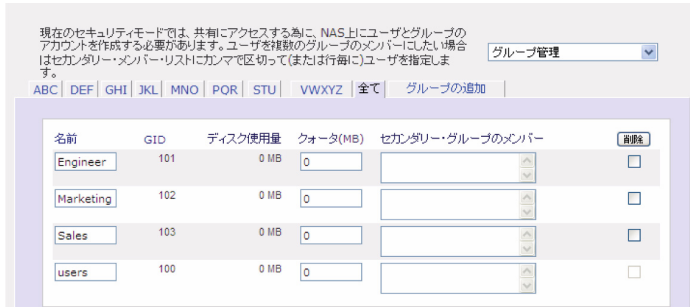 現在のセキュリティモードでは、共有にアクセスする為に、NAS上にユーザとグループの
アカウントを作成する必要があります。ユーザを複数のグループのメンバーにしたい場合
はセカンダリー・メンバー・リストにカンマで区切って(または行毎に)ユーザを指定しま
す。
グループ管理
ABC DEF GHI JKL MNO PQR STU VWXYZ 全て グループの追加
名前 GID ディスク使用量 クォータ(MB) セカンダリー・グループのメンバー 削除
Engineer 101 0 MB 0
Marketing 102 0 MB 0
Sales 103 0 MB 0
users 100 0 MB 0